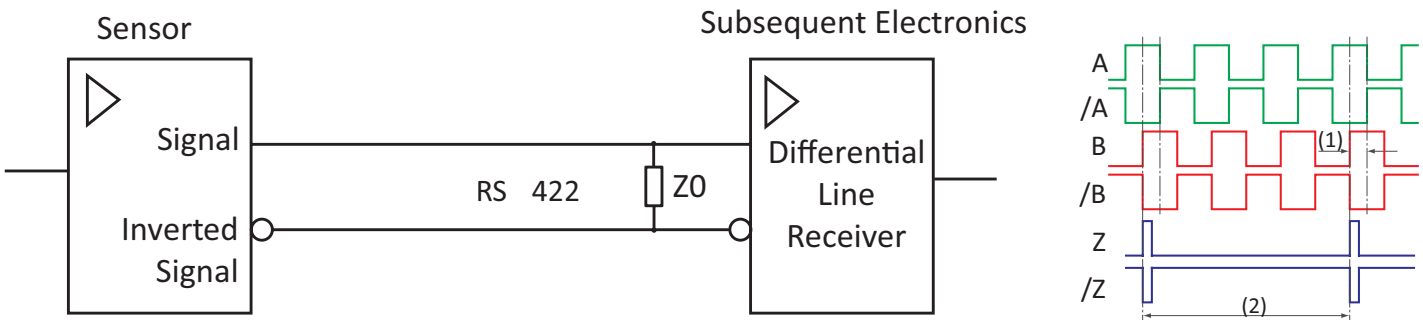 Sensor
Subsequent Electronics
Signal
Inverted
Signal
RS 422
Z0
Differential
Line
Receiver
A
/A
B
(1)
/B
Z
/Z
(2)